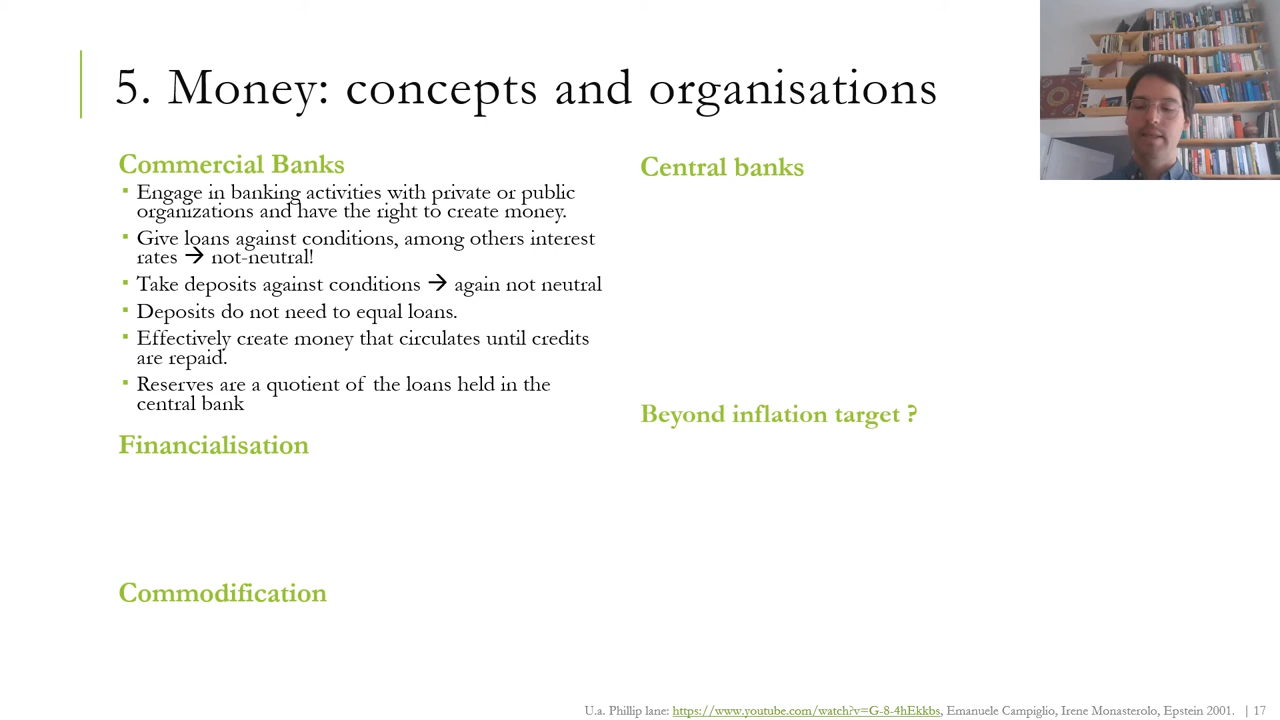 5. Money: concepts and organisations
Commercial Banks
▪ Engage in banking activities with private or public
organizations and have the right to create money.
▪ Give loans against conditions, among others interest
rates → not-neutral!
▪ Take deposits against conditions → again not neutral
▪ Deposits do not need to equal loans.
▪ Effectively create money that circulates until credits
are repaid.
▪ Reserves are a quotient of the loans held in the
central bank
Financialisation
Commodification
Central banks
Beyond inflation target ?
U.a. Phillip lane: https://www.youtube.com/watch?v=G-8-4hEkkbs, Emanuele Campiglio, Irene Monasterolo, Epstein 2001. | 17